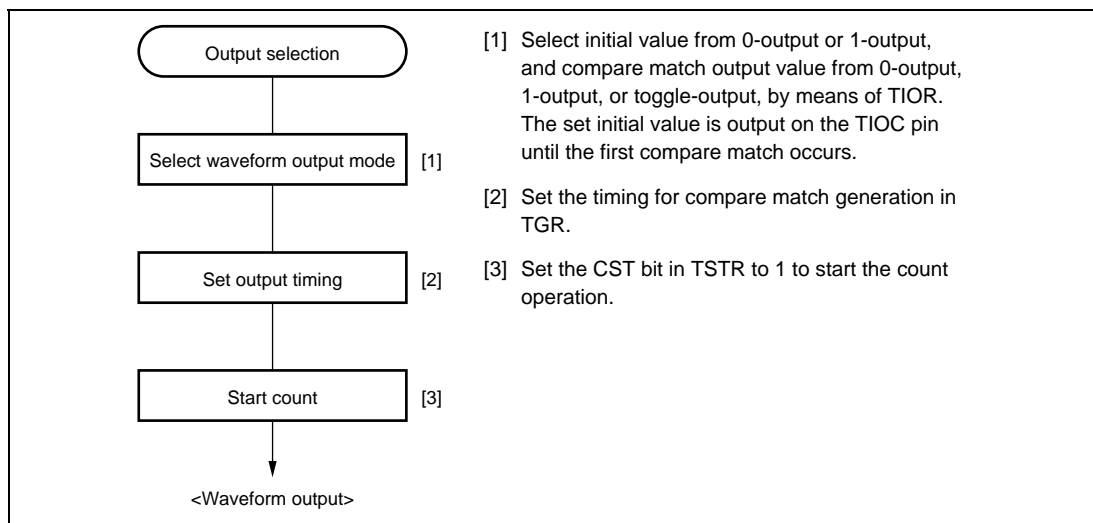 Output selection
Select waveform output mode [1]
Set output timing [2]
Start count [3]
<Waveform output>
[1] Select initial value from 0-output or 1-output,
and compare match output value from 0-output,
1-output, or toggle-output, by means of TIOR.
The set initial value is output on the TIOC pin
until the first compare match occurs.
[2] Set the timing for compare match generation in
TGR.
[3] Set the CST bit in TSTR to 1 to start the count
operation.